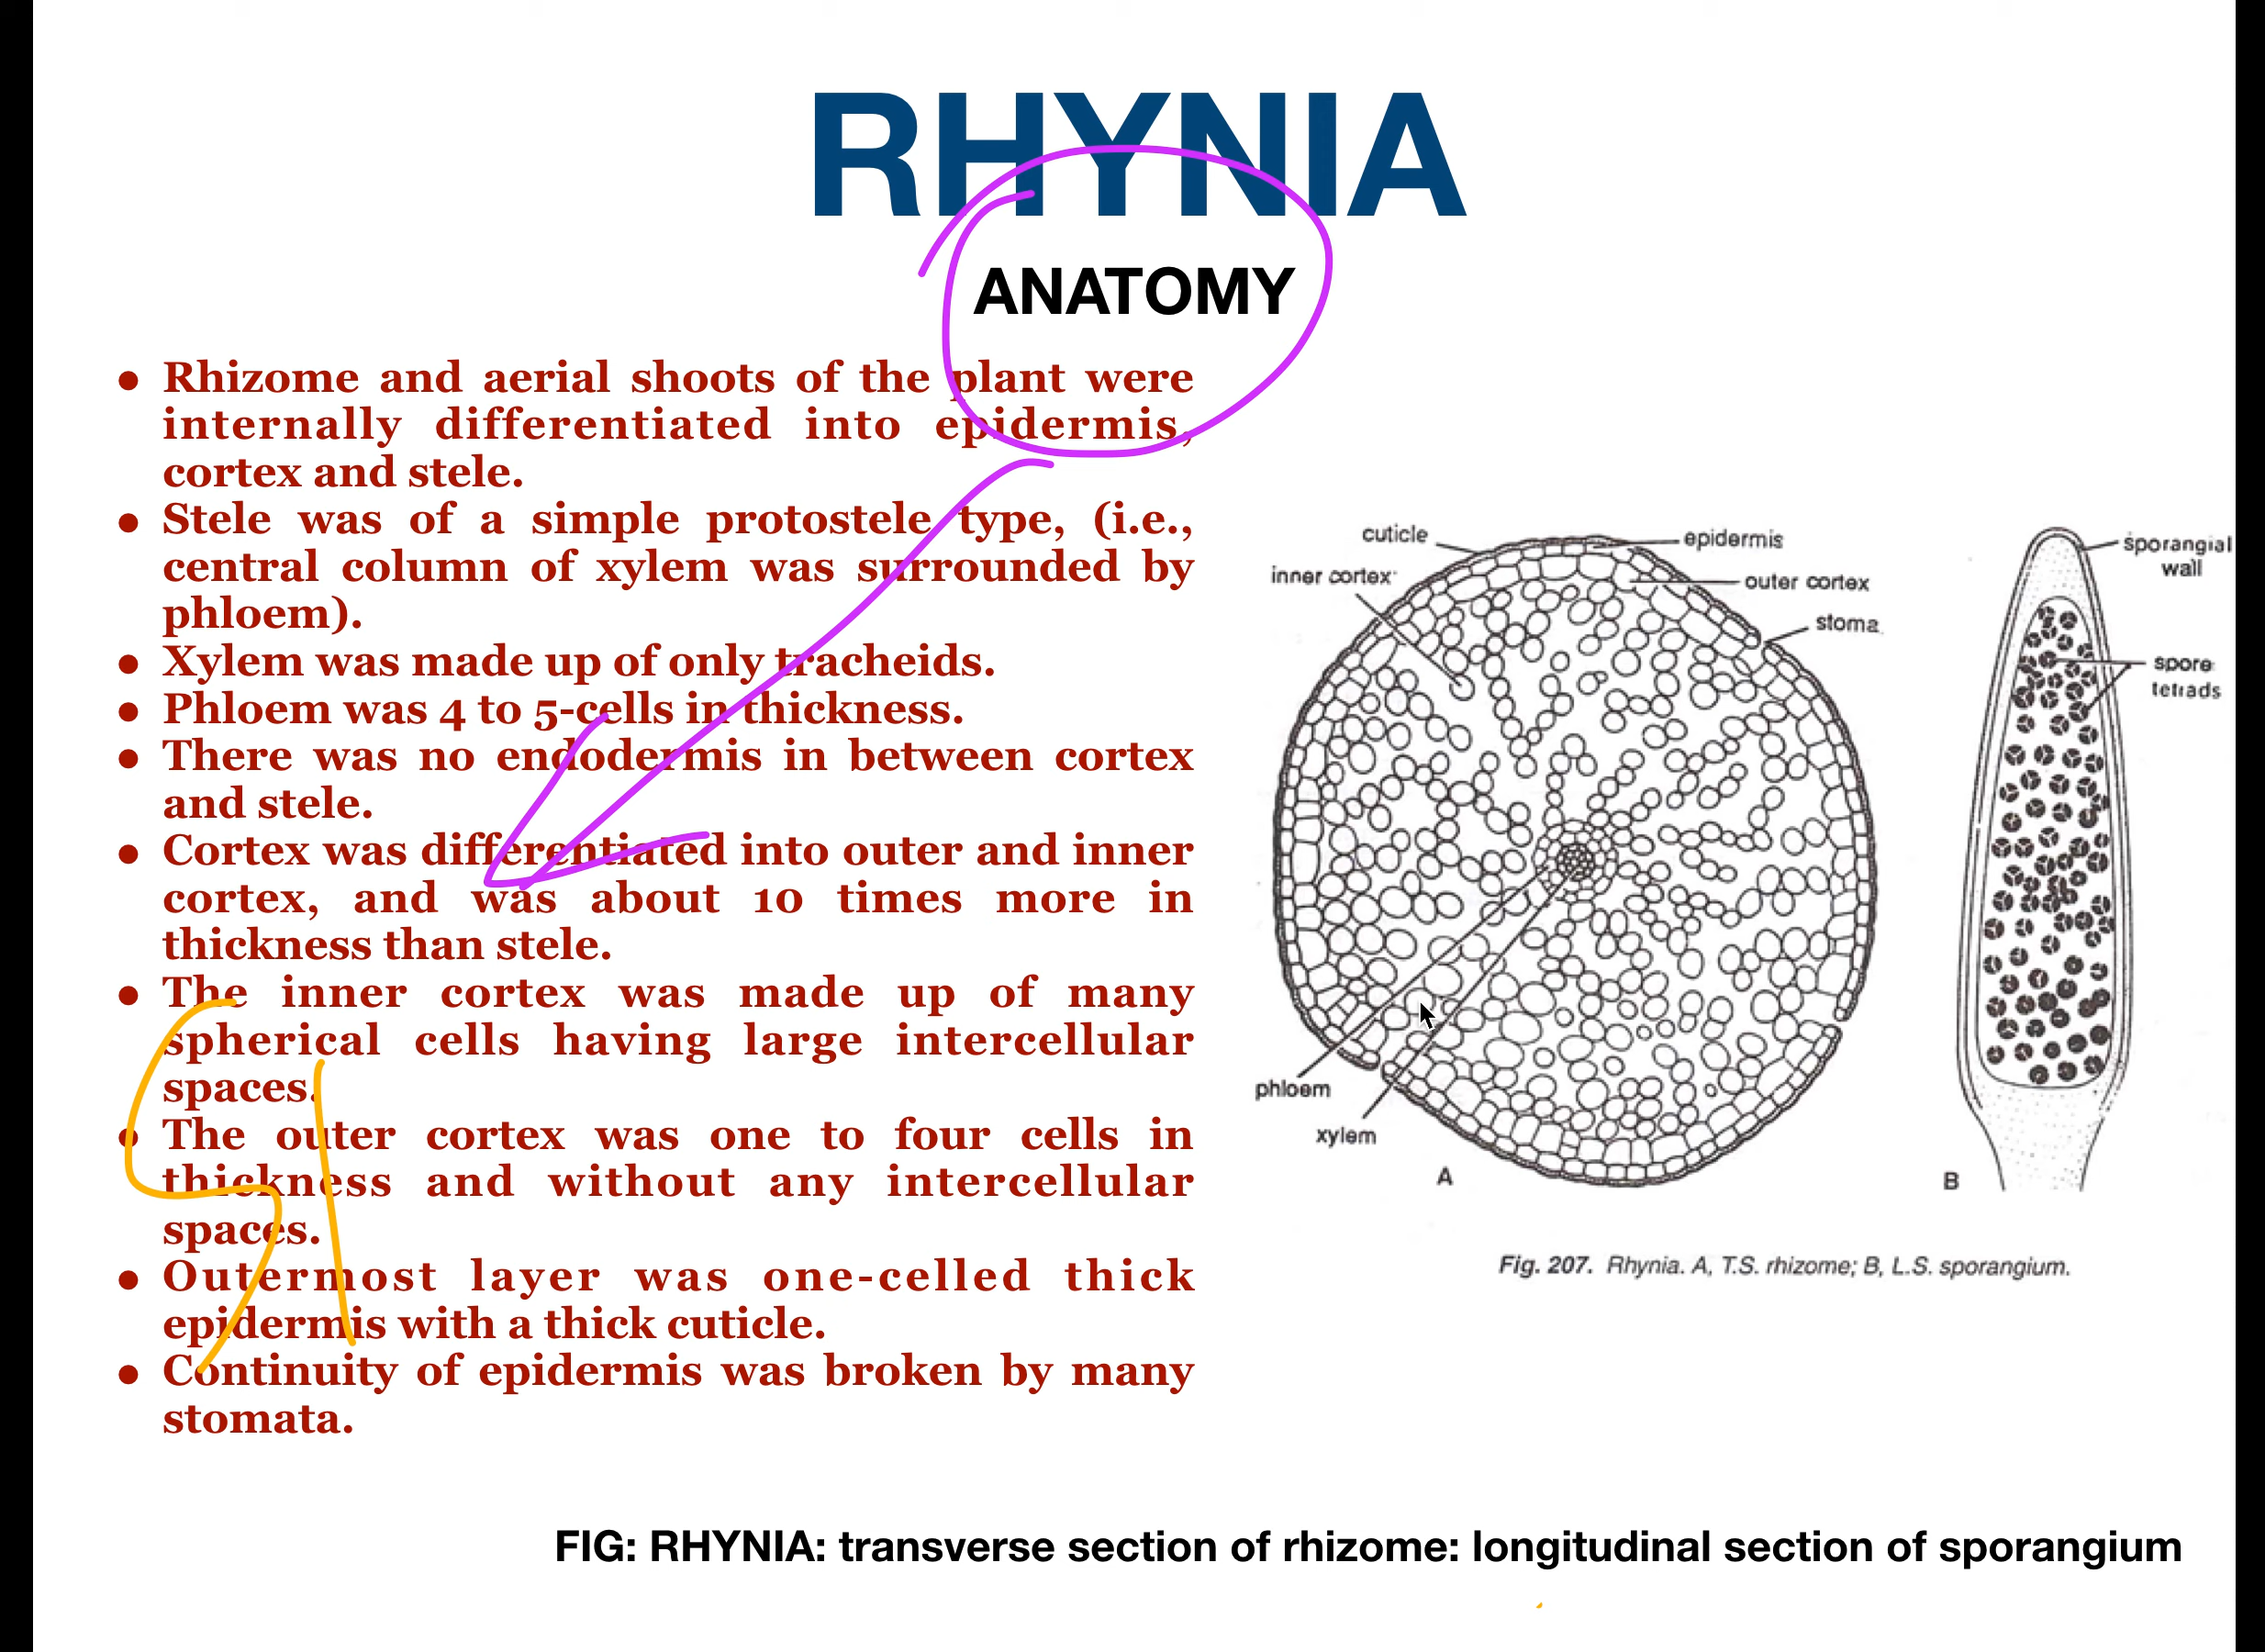 RHYNIA
ANATOMY
• Rhizome and aerial shoots of the plant were
internally differentiated into epidermis,
cortex and stele.
• Stele was of a simple protostele type, (i.e.,
central column of xylem was surrounded by
phloem).
• Xylem was made up of only tracheids.
• Phloem was 4 to 5-cells in thickness.
• There was no endodermis in between cortex
and stele.
• Cortex was differentiated into outer and inner
cortex, and was about 10 times more in
thickness than stele.
• The inner cortex was made up of many
spherical cells having large intercellular
spaces.
• The outer cortex was one to four cells in
thickness and without any intercellular
spaces.
• Outermost layer was one-celled thick
epidermis with a thick cuticle.
• Continuity of epidermis was broken by many
stomata.
cuticle
epidermis
inner cortex
outer cortex
stoma
phloem
xylem
A
sporangial
wall
spore
tetrads
B
Fig. 207. Rhynia. A, T.S. rhizome; B, L.S. sporangium.
FIG: RHYNIA: transverse section of rhizome: longitudinal section of sporangium